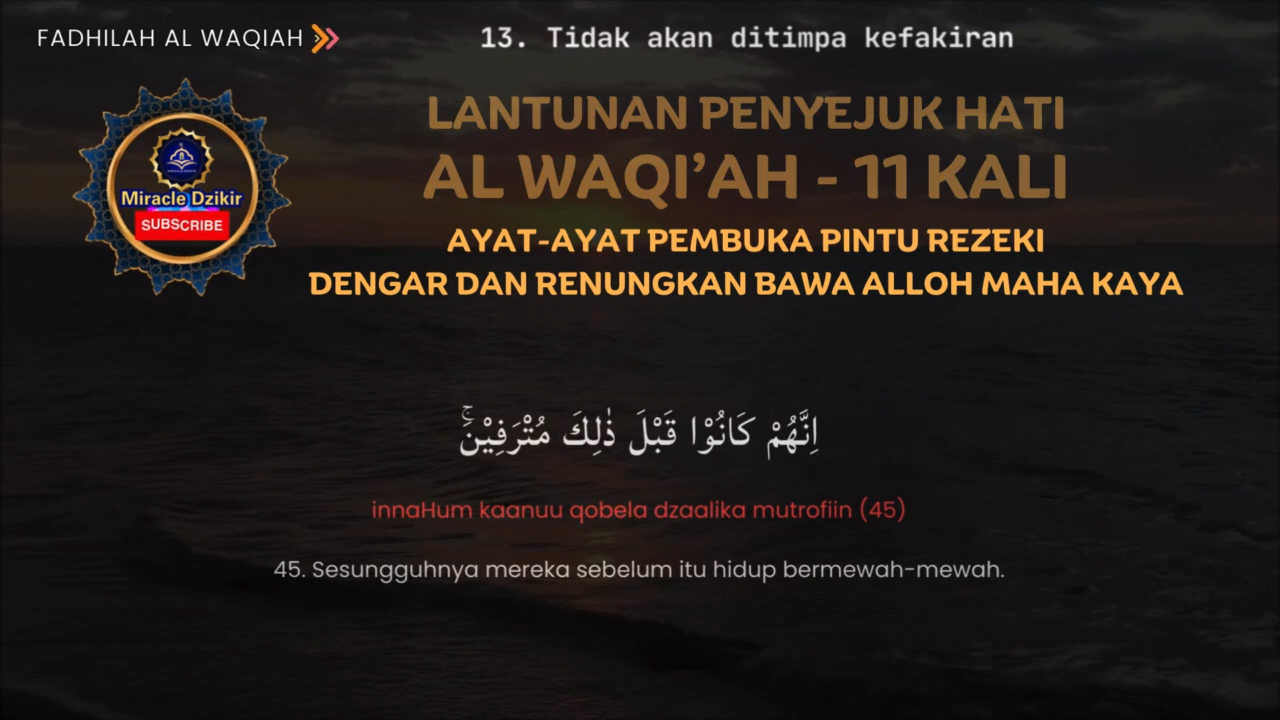 FADHILAH AL WAQIAH
13. Tidak akan ditimpa kefakiran
Miracle Dzikir
SUBSCRIBE
LANTUNAN PENYEJUK HATI
AL WAQI’AH - 11 KALI
AYAT-AYAT PEMBUKA PINTU REZEKI
DENGAR DAN RENUNGKAN BAWA ALLOH MAHA KAYA
اِنَّهُمْ كَانُوْا قَبْلَ ذٰلِكَ مُتْرَفِيْنَۚ
innaHum kaanuu qobela dzaalika mutrofiin (45)
45. Sesungguhnya mereka sebelum itu hidup bermewah-mewah.